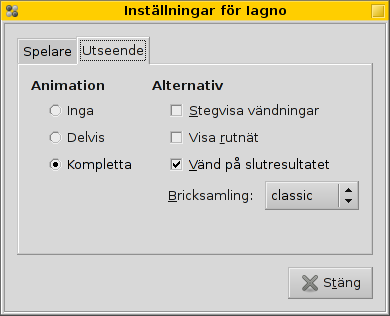 Inställningar för Iagno
Spelare Utseende
Animation Alternativ
Inga Stegvisa vändningar
Delvis Visa rutnät
Kompletta Vänd på slutresultatet
Bricksamling: classic
Stäng